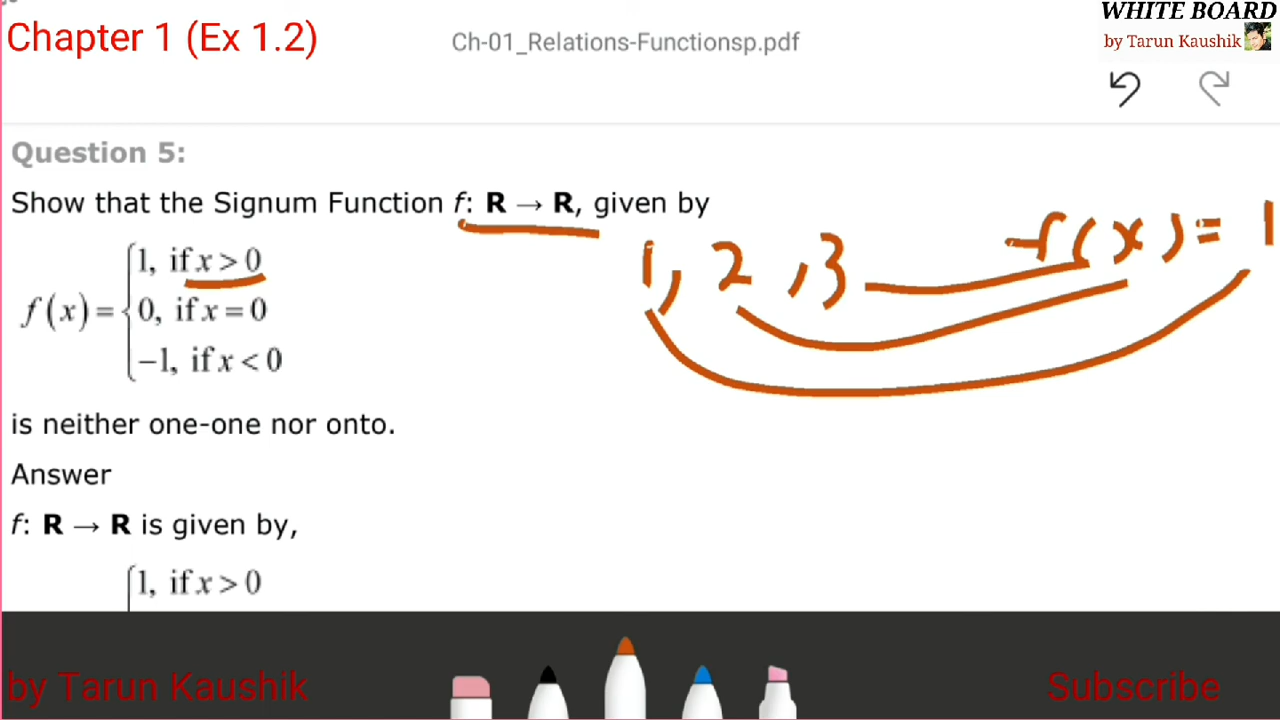 WHITE BOARD
Chapter 1 (Ex 1.2)
Ch-01_Relations-Functionsp.pdf
by Tarun Kaushik
Question 5:
Show that the Signum Function f: R → R, given by
1, 2, 3 f(x) = 1
f(x) = { 1, if x > 0
0, if x = 0
−1, if x < 0
is neither one-one nor onto.
Answer
f: R → R is given by,
1, if x > 0
by Tarun Kaushik
Subscribe